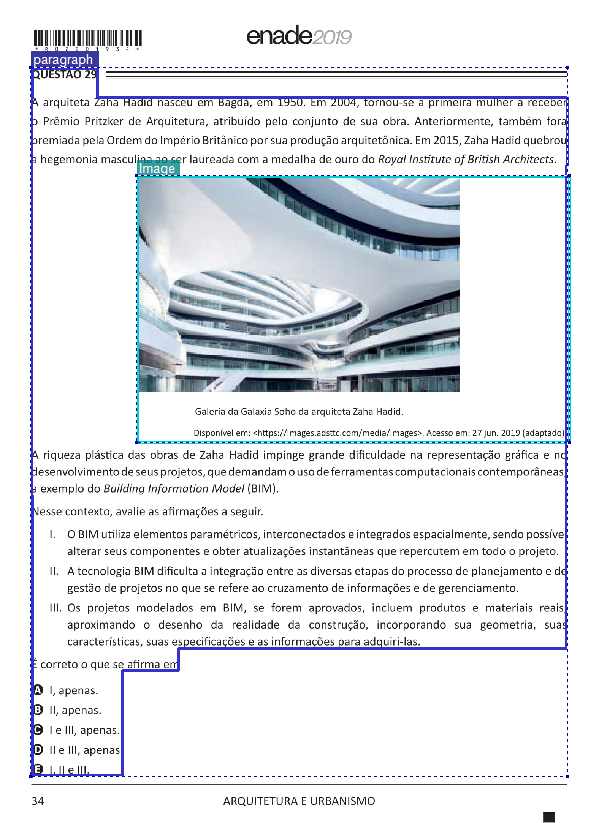 enade2019
*R0220193 4*
paragraph
QUESTÃO 29
A arquiteta Zaha Hadid nasceu em Bagdá, em 1950. Em 2004, tornou-se a primeira mulher a receber
o Prêmio Pritzker de Arquitetura, atribuído pelo conjunto de sua obra. Anteriormente, também fora
premiada pela Ordem do Império Britânico por sua produção arquitetônica. Em 2015, Zaha Hadid quebrou
a hegemonia masculina ao ser laureada com a medalha de ouro do Royal Institute of British Architects.
Image
Galeria da Galaxia Soho da arquiteta Zaha Hadid.
Disponível em: <https://images.adsttc.com/media/images>. Acesso em: 27 jun. 2019 (adaptado)
A riqueza plástica das obras de Zaha Hadid impinge grande dificuldade na representação gráfica e no
desenvolvimento de seus projetos, que demandam o uso de ferramentas computacionais contemporâneas,
a exemplo do Building Information Model (BIM).
Nesse contexto, avalie as afirmações a seguir.
I. O BIM utiliza elementos paramétricos, interconectados e integrados espacialmente, sendo possível
alterar seus componentes e obter atualizações instantâneas que repercutem em todo o projeto.
II. A tecnologia BIM dificulta a integração entre as diversas etapas do processo de planejamento e de
gestão de projetos no que se refere ao cruzamento de informações e de gerenciamento.
III. Os projetos modelados em BIM, se forem aprovados, incluem produtos e materiais reais,
aproximando o desenho da realidade da construção, incorporando sua geometria, suas
características, suas especificações e as informações para adquiri-las.
É correto o que se afirma em
A I, apenas.
B II, apenas.
C I e III, apenas.
D II e III, apenas
E I, II e III.
34 ARQUITETURA E URBANISMO